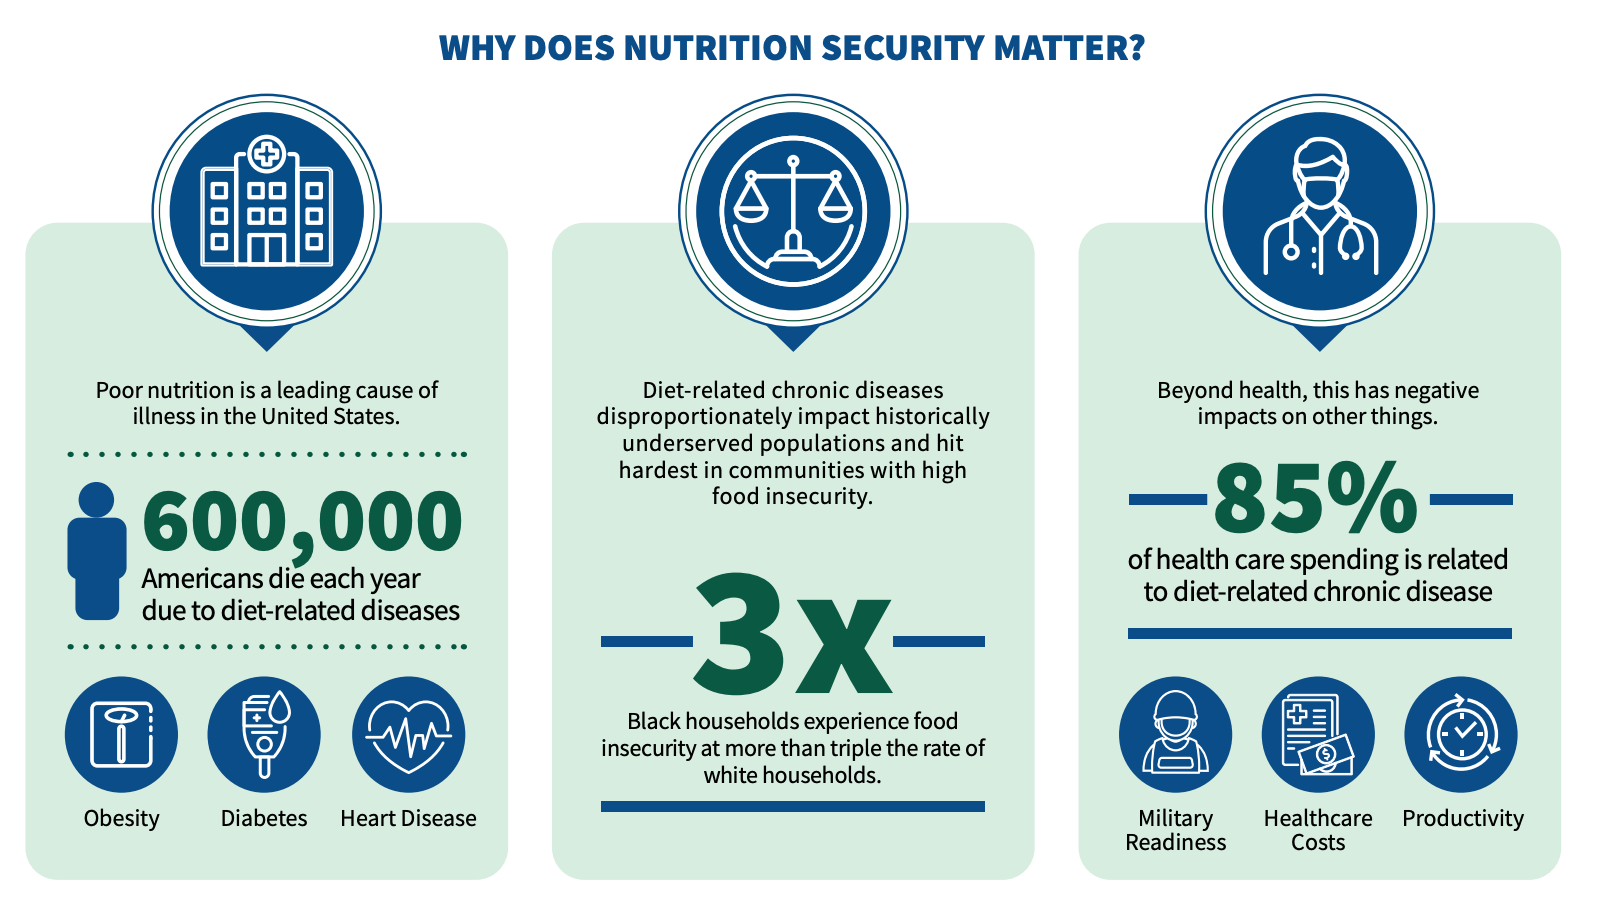 WHY DOES NUTRITION SECURITY MATTER?
Poor nutrition is a leading cause of
illness in the United States.
600,000
Americans die each year
due to diet-related diseases
Obesity
Diabetes
Heart Disease
Diet-related chronic diseases
disproportionately impact historically
underserved populations and hit
hardest in communities with high
food insecurity.
3x
Black households experience food
insecurity at more than triple the rate of
white households.
Beyond health, this has negative
impacts on other things.
85%
of health care spending is related
to diet-related chronic disease
Military
Readiness
$
Healthcare
Costs
Productivity